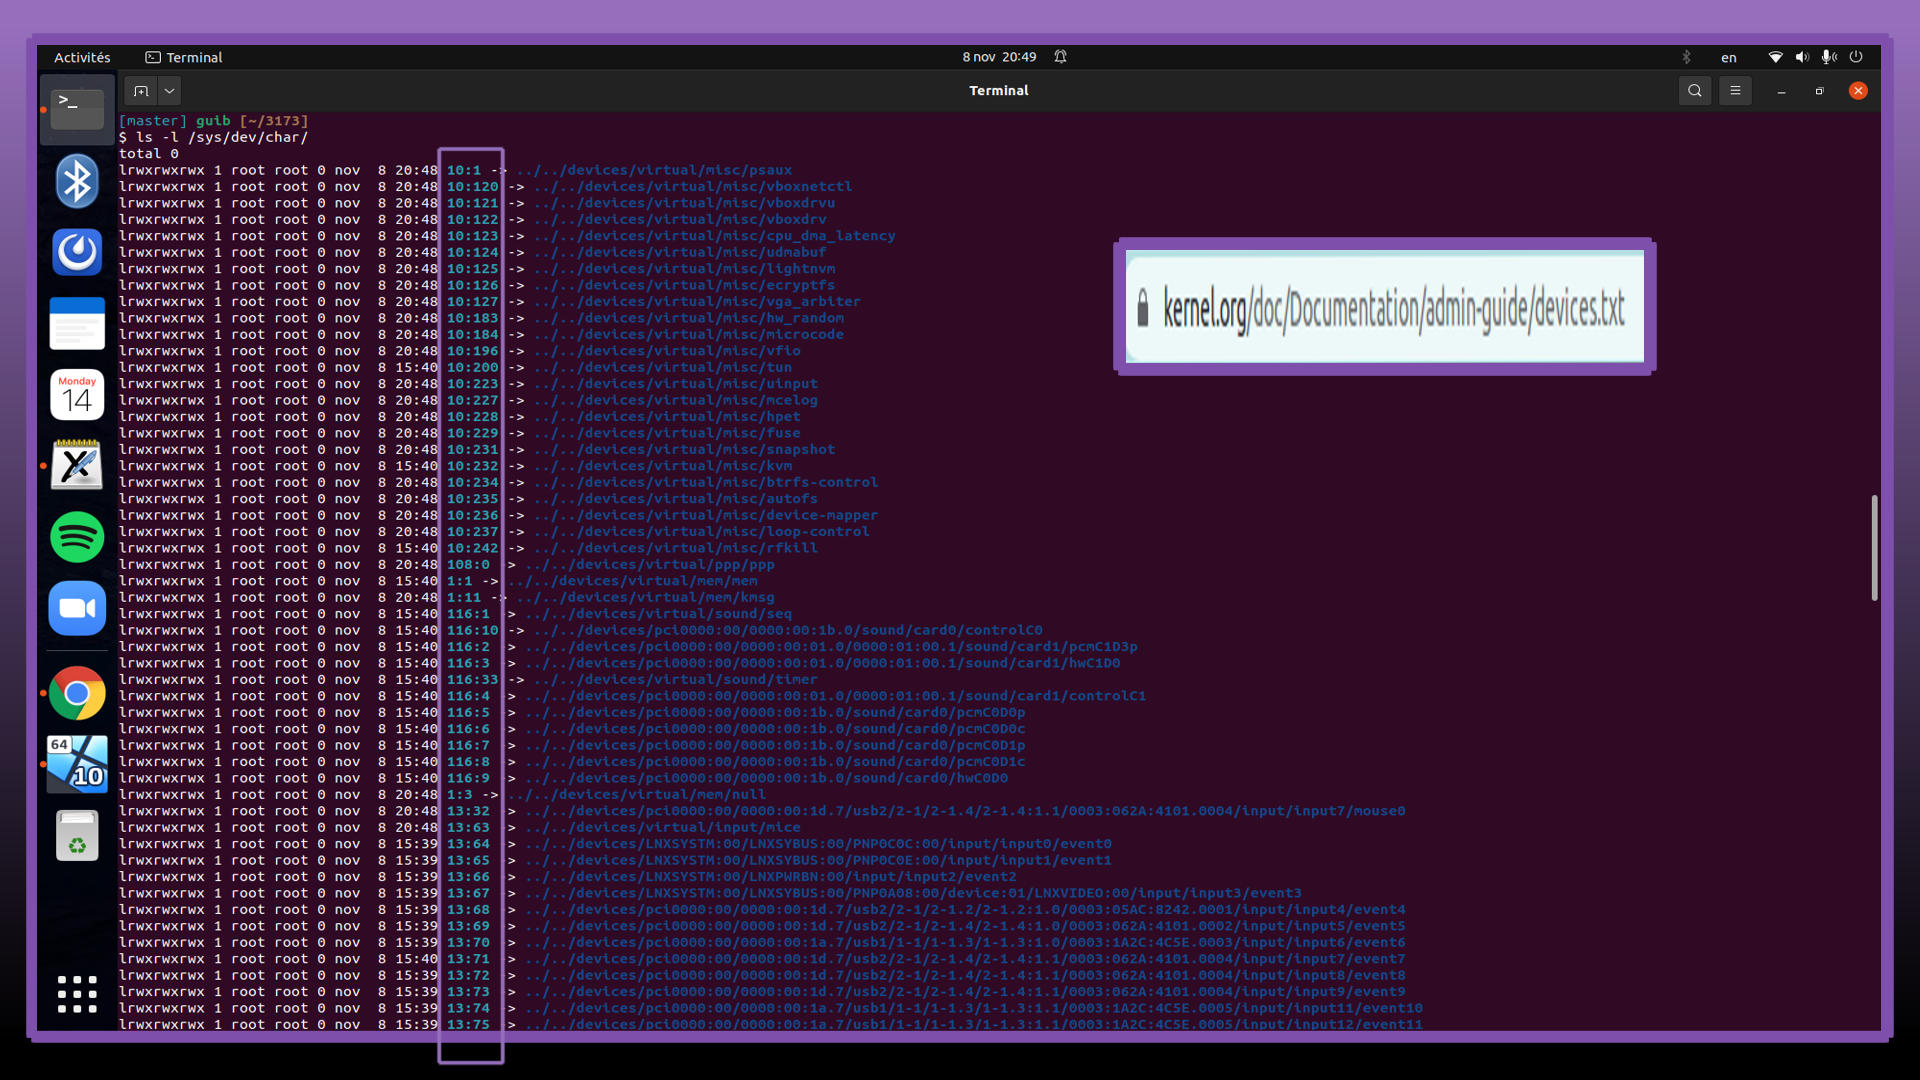 Activités
Terminal
8 nov 20:49
en
Terminal
[master] guib [~/3173]
$ ls -l /sys/dev/char/
total 0
lrwxrwxrwx 1 root root 0 nov  8 20:48 10:1 -> ../../devices/virtual/misc/psaux
lrwxrwxrwx 1 root root 0 nov  8 20:48 10:120 -> ../../devices/virtual/misc/vboxnetctl
lrwxrwxrwx 1 root root 0 nov  8 20:48 10:121 -> ../../devices/virtual/misc/vboxdrvu
lrwxrwxrwx 1 root root 0 nov  8 20:48 10:122 -> ../../devices/virtual/misc/vboxdrv
lrwxrwxrwx 1 root root 0 nov  8 20:48 10:123 -> ../../devices/virtual/misc/cpu_dma_latency
lrwxrwxrwx 1 root root 0 nov  8 20:48 10:124 -> ../../devices/virtual/misc/udmabuf
lrwxrwxrwx 1 root root 0 nov  8 20:48 10:125 -> ../../devices/virtual/misc/lightnvm
lrwxrwxrwx 1 root root 0 nov  8 20:48 10:126 -> ../../devices/virtual/misc/ecryptfs
lrwxrwxrwx 1 root root 0 nov  8 20:48 10:127 -> ../../devices/virtual/misc/vga_arbiter
lrwxrwxrwx 1 root root 0 nov  8 20:48 10:183 -> ../../devices/virtual/misc/hw_random
lrwxrwxrwx 1 root root 0 nov  8 20:48 10:184 -> ../../devices/virtual/misc/microcode
lrwxrwxrwx 1 root root 0 nov  8 20:48 10:196 -> ../../devices/virtual/misc/vfio
lrwxrwxrwx 1 root root 0 nov  8 15:40 10:200 -> ../../devices/virtual/misc/tun
lrwxrwxrwx 1 root root 0 nov  8 20:48 10:223 -> ../../devices/virtual/misc/uinput
lrwxrwxrwx 1 root root 0 nov  8 20:48 10:227 -> ../../devices/virtual/misc/mcelog
lrwxrwxrwx 1 root root 0 nov  8 20:48 10:228 -> ../../devices/virtual/misc/hpet
lrwxrwxrwx 1 root root 0 nov  8 20:48 10:229 -> ../../devices/virtual/misc/fuse
lrwxrwxrwx 1 root root 0 nov  8 20:48 10:231 -> ../../devices/virtual/misc/snapshot
lrwxrwxrwx 1 root root 0 nov  8 15:40 10:232 -> ../../devices/virtual/misc/kvm
lrwxrwxrwx 1 root root 0 nov  8 20:48 10:234 -> ../../devices/virtual/misc/btrfs-control
lrwxrwxrwx 1 root root 0 nov  8 20:48 10:235 -> ../../devices/virtual/misc/autofs
lrwxrwxrwx 1 root root 0 nov  8 20:48 10:236 -> ../../devices/virtual/misc/device-mapper
lrwxrwxrwx 1 root root 0 nov  8 20:48 10:237 -> ../../devices/virtual/misc/loop-control
lrwxrwxrwx 1 root root 0 nov  8 15:40 10:242 -> ../../devices/virtual/misc/rfkill
lrwxrwxrwx 1 root root 0 nov  8 20:48 108:0 -> ../../devices/virtual/ppp/ppp
lrwxrwxrwx 1 root root 0 nov  8 15:40 1:1 -> ../../devices/virtual/mem/mem
lrwxrwxrwx 1 root root 0 nov  8 20:48 1:11 -> ../../devices/virtual/mem/kmsg
lrwxrwxrwx 1 root root 0 nov  8 15:40 116:1 -> ../../devices/virtual/sound/seq
lrwxrwxrwx 1 root root 0 nov  8 15:40 116:10 -> ../../devices/pci0000:00/0000:00:1b.0/sound/card0/controlC0
lrwxrwxrwx 1 root root 0 nov  8 15:40 116:2 -> ../../devices/pci0000:00/0000:00:01.0/0000:01:00.1/sound/card1/pcmC1D3p
lrwxrwxrwx 1 root root 0 nov  8 15:40 116:3 -> ../../devices/pci0000:00/0000:00:01.0/0000:01:00.1/sound/card1/hwC1D0
lrwxrwxrwx 1 root root 0 nov  8 15:40 116:33 -> ../../devices/virtual/sound/timer
lrwxrwxrwx 1 root root 0 nov  8 15:40 116:4 -> ../../devices/pci0000:00/0000:00:01.0/0000:01:00.1/sound/card1/controlC1
lrwxrwxrwx 1 root root 0 nov  8 15:40 116:5 -> ../../devices/pci0000:00/0000:00:1b.0/sound/card0/pcmC0D0p
lrwxrwxrwx 1 root root 0 nov  8 15:40 116:6 -> ../../devices/pci0000:00/0000:00:1b.0/sound/card0/pcmC0D0c
lrwxrwxrwx 1 root root 0 nov  8 15:40 116:7 -> ../../devices/pci0000:00/0000:00:1b.0/sound/card0/pcmC0D1p
lrwxrwxrwx 1 root root 0 nov  8 15:40 116:8 -> ../../devices/pci0000:00/0000:00:1b.0/sound/card0/pcmC0D1c
lrwxrwxrwx 1 root root 0 nov  8 15:40 116:9 -> ../../devices/pci0000:00/0000:00:1b.0/sound/card0/hwC0D0
lrwxrwxrwx 1 root root 0 nov  8 20:48 1:3 -> ../../devices/virtual/mem/null
lrwxrwxrwx 1 root root 0 nov  8 20:48 13:32 -> ../../devices/pci0000:00/0000:00:1d.7/usb2/2-1/2-1.4/2-1.4:1.1/0003:062A:4101.0004/input/input7/mouse0
lrwxrwxrwx 1 root root 0 nov  8 20:48 13:63 -> ../../devices/virtual/input/mice
lrwxrwxrwx 1 root root 0 nov  8 15:39 13:64 -> ../../devices/LNXSYSTM:00/LNXSYBUS:00/PNP0C0C:00/input/input0/event0
lrwxrwxrwx 1 root root 0 nov  8 15:39 13:65 -> ../../devices/LNXSYSTM:00/LNXSYBUS:00/PNP0C0E:00/input/input1/event1
lrwxrwxrwx 1 root root 0 nov  8 15:39 13:66 -> ../../devices/LNXSYSTM:00/LNXPWRBN:00/input/input2/event2
lrwxrwxrwx 1 root root 0 nov  8 15:39 13:67 -> ../../devices/LNXSYSTM:00/LNXSYBUS:00/PNP0A08:00/device:01/LNXVIDEO:00/input/input3/event3
lrwxrwxrwx 1 root root 0 nov  8 15:39 13:68 -> ../../devices/pci0000:00/0000:00:1d.7/usb2/2-1/2-1.2/2-1.2:1.0/0003:05AC:8242.0001/input/input4/event4
lrwxrwxrwx 1 root root 0 nov  8 15:39 13:69 -> ../../devices/pci0000:00/0000:00:1d.7/usb2/2-1/2-1.4/2-1.4:1.0/0003:062A:4101.0002/input/input5/event5
lrwxrwxrwx 1 root root 0 nov  8 15:39 13:70 -> ../../devices/pci0000:00/0000:00:1a.7/usb1/1-1/1-1.3/1-1.3:1.0/0003:1A2C:4C5E.0003/input/input6/event6
lrwxrwxrwx 1 root root 0 nov  8 15:40 13:71 -> ../../devices/pci0000:00/0000:00:1d.7/usb2/2-1/2-1.4/2-1.4:1.1/0003:062A:4101.0004/input/input7/event7
lrwxrwxrwx 1 root root 0 nov  8 15:39 13:72 -> ../../devices/pci0000:00/0000:00:1d.7/usb2/2-1/2-1.4/2-1.4:1.1/0003:062A:4101.0004/input/input8/event8
lrwxrwxrwx 1 root root 0 nov  8 15:39 13:73 -> ../../devices/pci0000:00/0000:00:1d.7/usb2/2-1/2-1.4/2-1.4:1.1/0003:062A:4101.0004/input/input9/event9
lrwxrwxrwx 1 root root 0 nov  8 15:39 13:74 -> ../../devices/pci0000:00/0000:00:1a.7/usb1/1-1/1-1.3/1-1.3:1.1/0003:1A2C:4C5E.0005/input/input11/event10
lrwxrwxrwx 1 root root 0 nov  8 15:39 13:75 -> ../../devices/pci0000:00/0000:00:1a.7/usb1/1-1/1-1.3/1-1.3:1.1/0003:1A2C:4C5E.0005/input/input12/event11
kernel.org/doc/Documentation/admin-guide/devices.txt
>_
Monday
14
64
10